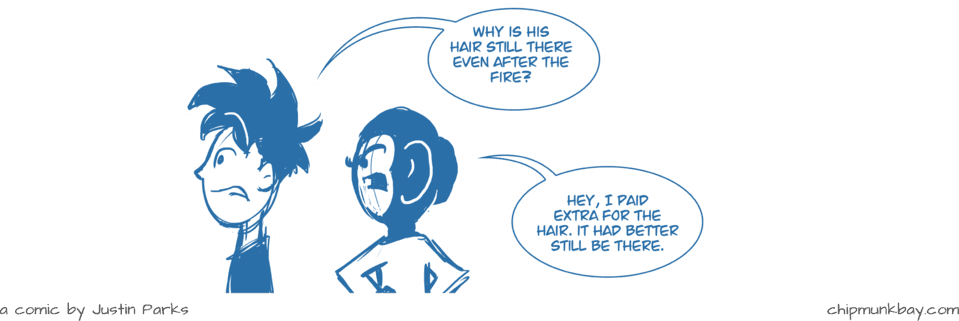 WHY IS HIS
HAIR STILL THERE
EVEN AFTER THE
FIRE?
HEY, I PAID
EXTRA FOR THE
HAIR. IT HAD BETTER
STILL BE THERE.
a comic by Justin Parks
chipmunkbay.com